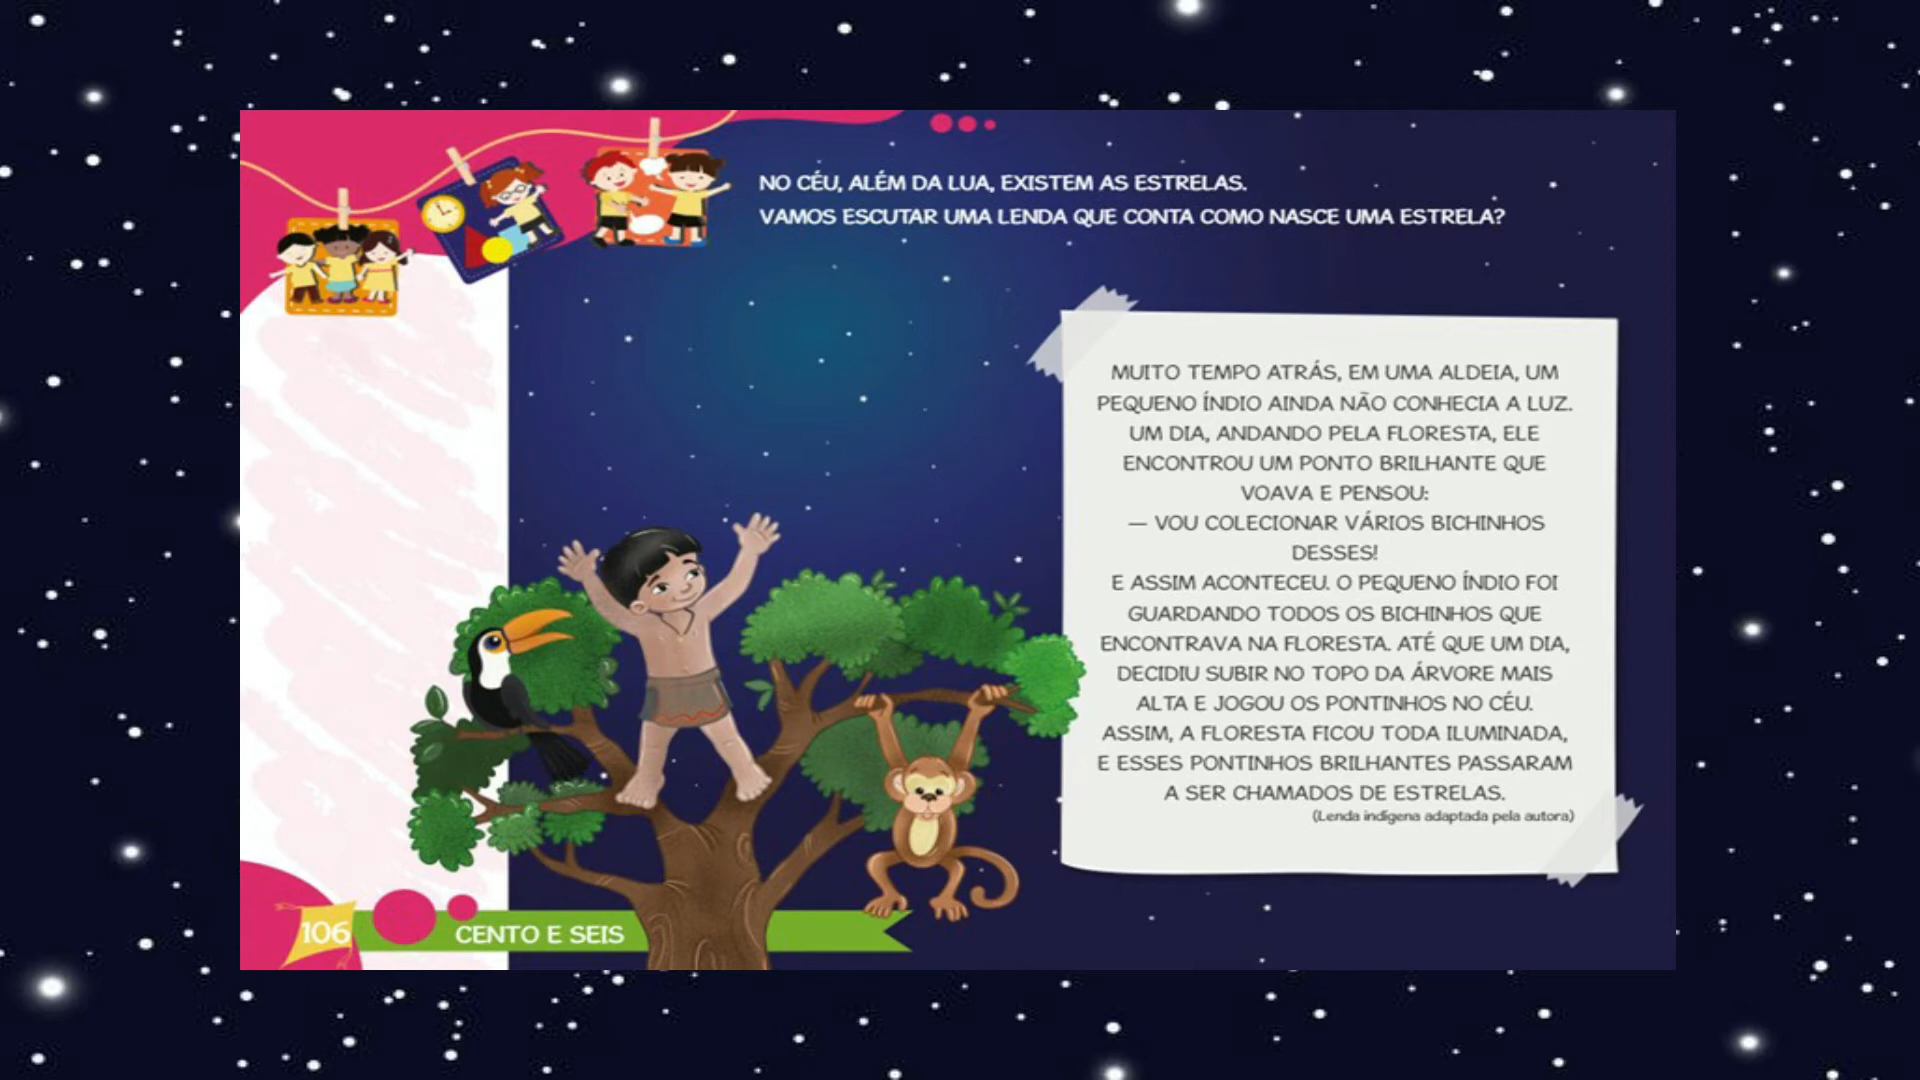 NO CÉU, ALÉM DA LUA, EXISTEM AS ESTRELAS.
VAMOS ESCUTAR UMA LENDA QUE CONTA COMO NASCE UMA ESTRELA?
MUITO TEMPO ATRÁS, EM UMA ALDEIA, UM
PEQUENO ÍNDIO AINDA NÃO CONHECIA A LUZ.
UM DIA, ANDANDO PELA FLORESTA, ELE
ENCONTROU UM PONTO BRILHANTE QUE
VOAVA E PENSOU:
— VOU COLECIONAR VÁRIOS BICHINHOS
DESSES!
E ASSIM ACONTECEU. O PEQUENO ÍNDIO FOI
GUARDANDO TODOS OS BICHINHOS QUE
ENCONTRAVA NA FLORESTA. ATÉ QUE UM DIA,
DECIDIU SUBIR NO TOPO DA ÁRVORE MAIS
ALTA E JOGOU OS PONTINHOS NO CÉU.
ASSIM, A FLORESTA FICOU TODA ILUMINADA,
E ESSES PONTINHOS BRILHANTES PASSARAM
A SER CHAMADOS DE ESTRELAS.
(Lenda indígena adaptada pela autora)
106
CENTO E SEIS